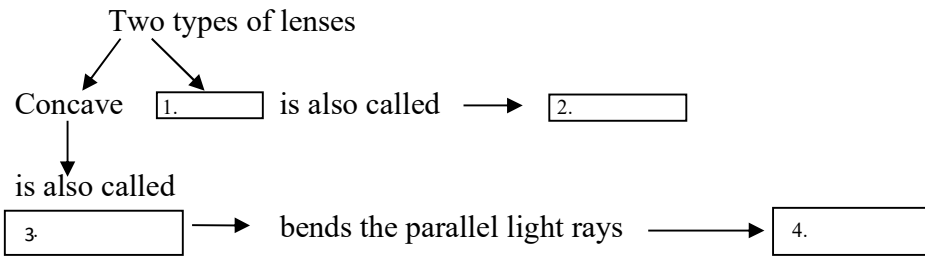 Two types of lenses
Concave 1. is also called 2.
is also called
3. bends the parallel light rays 4.